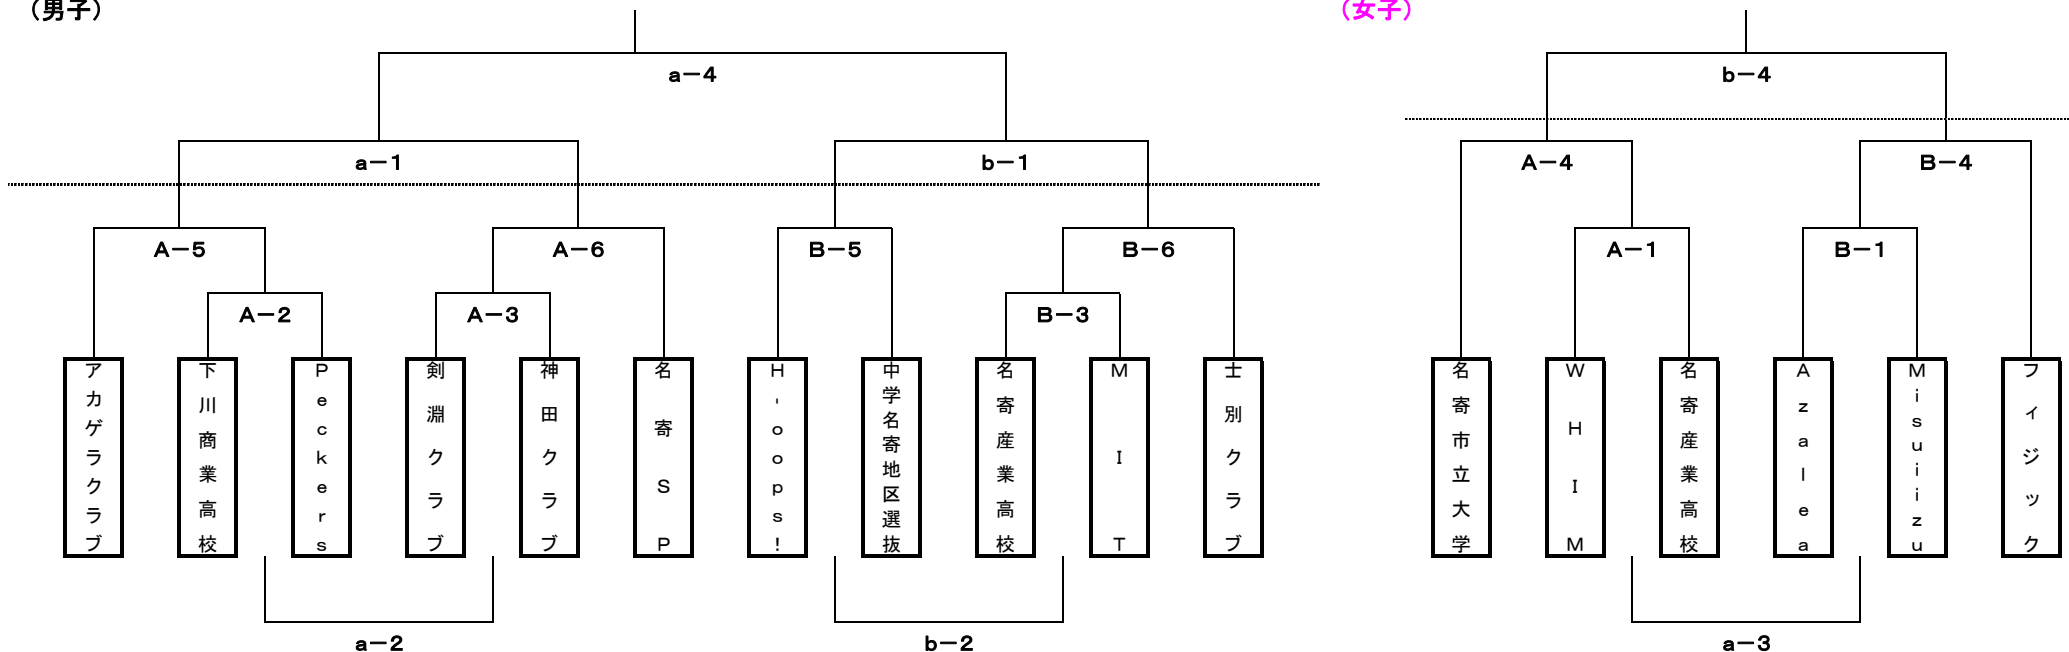 （男子）
（女子）
a－4
b－4
a－1
b－1
A－4
B－4
A－5
A－6
B－5
B－6
A－1
B－1
A－2
A－3
B－3
アカゲラクラブ
下川商業高校
Peckers
剣淵クラブ
神田クラブ
名寄SP
H-oops!
中学名寄地区選抜
名寄産業高校
MIT
士別クラブ
名寄市立大学
WHIM
名寄産業高校
Azalea
Misuiizu
フィジック
a－2
b－2
a－3